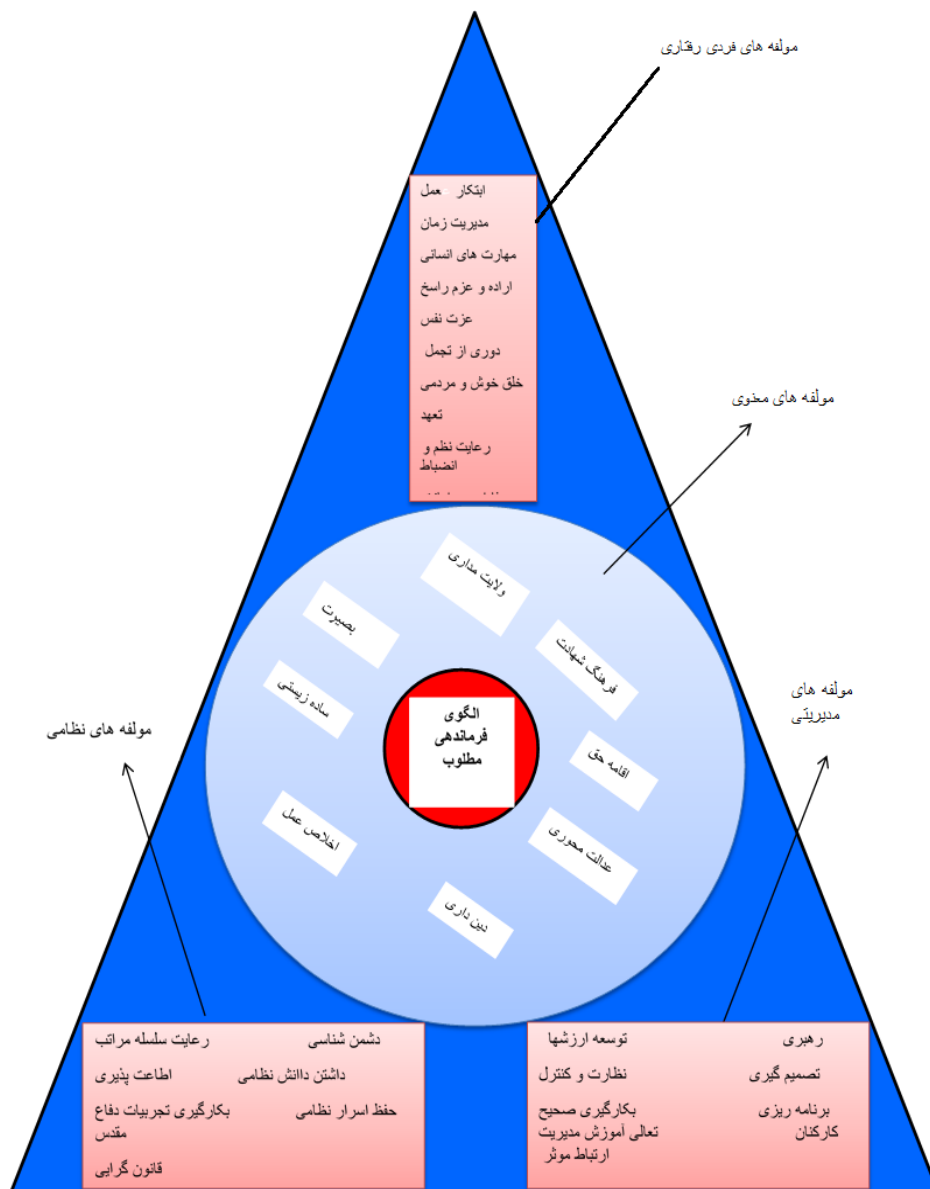 مولفه های فردی رفتاری
ابتکار عمل
مدیریت زمان
مهارت های انسانی
اراده و عزم راسخ
عزت نفس
دوری از تجمل
خلق خوش و مردمی
تعهد
رعایت نظم و
انضباط
مولفه های معنوی
ولایت مداری
بصیرت
فرهنگ شهادت
ساده زیستی
اقامه حق
اخلاص عمل
عدالت محوری
دین داری
الگوی
فرماندهی
مطلوب
مولفه های
مدیریتی
مولفه های نظامی
رهبری توسعه ارزشها
تصمیم گیری نظارت و کنترل
برنامه ریزی بکارگیری صحیح
کارکنان تعالی آموزش مدیریت
ارتباط موثر
دشمن شناسی رعایت سلسله مراتب
داشتن داانش نظامی اطاعت پذیری
حفظ اسرار نظامی بکارگیری تجربیات دفاع
مقدس
قانون گرایی